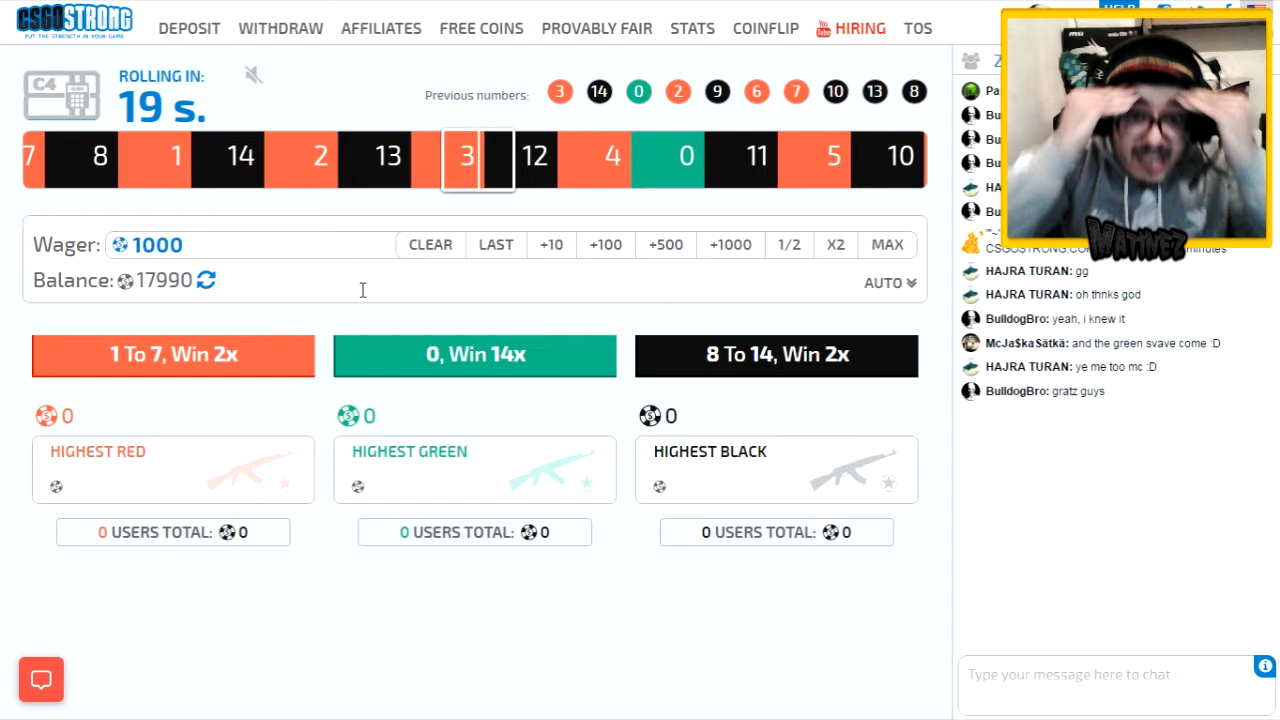 CSGOSTRONG
PUT THE STRENGTH IN YOUR GAME
DEPOSIT WITHDRAW AFFILIATES FREE COINS PROVABLY FAIR STATS COINFLIP HIRING TOS
HELP
C4
ROLLING IN:
19 s.
Previous numbers: 3 14 0 2 9 6 7 10 13 8
7 8 1 14 2 13 3 12 4 0 11 5 10
Wager: 1000 CLEAR LAST +10 +100 +500 +1000 1/2 X2 MAX
Balance: 17990 AUTO
1 To 7, Win 2x 0, Win 14x 8 To 14, Win 2x
0 0 0
HIGHEST RED HIGHEST GREEN HIGHEST BLACK
0 USERS TOTAL: 0 0 USERS TOTAL: 0 0 USERS TOTAL: 0
MATINEZ
HAJRA TURAN: gg
HAJRA TURAN: oh thnks god
BulldogBro: yeah, i knew it
McJa$ka$ätkä: and the green svave come :D
HAJRA TURAN: ye me too mc :D
BulldogBro: gratz guys
Type your message here to chat...